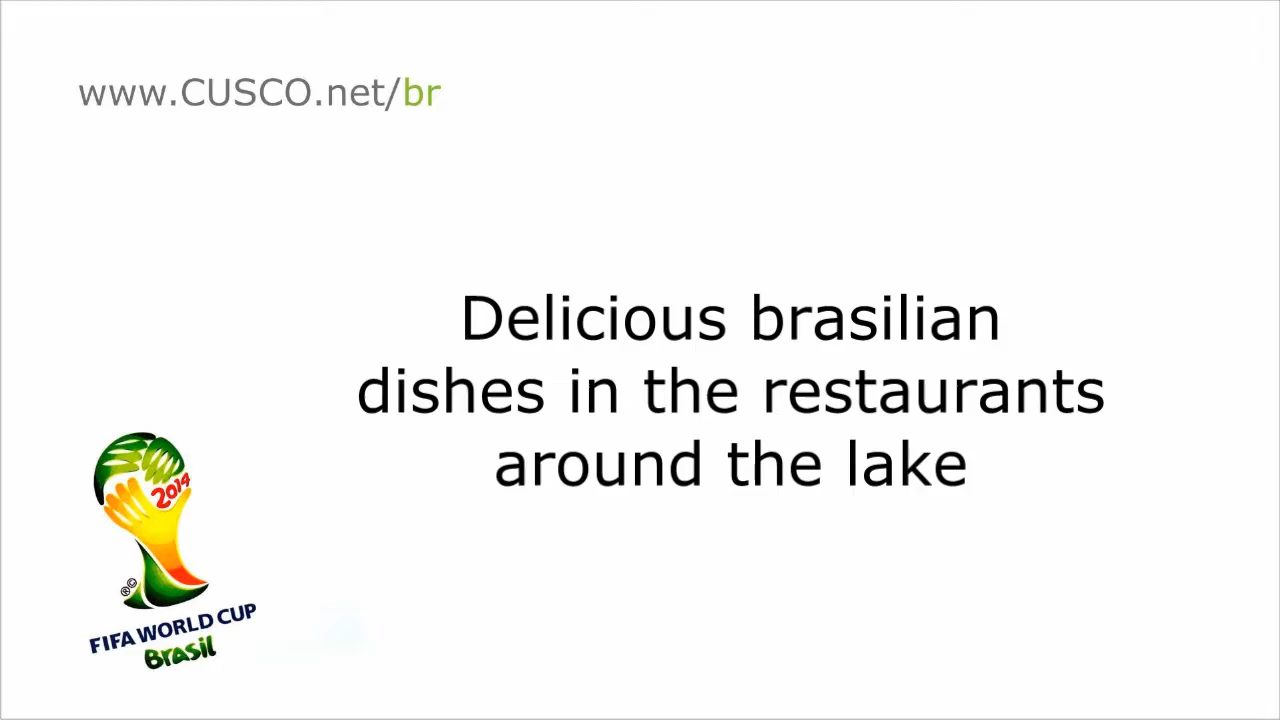 www.CUSCO.net/br
Delicious brasilian
dishes in the restaurants
around the lake
2014
®©
FIFA WORLD CUP
Brasil